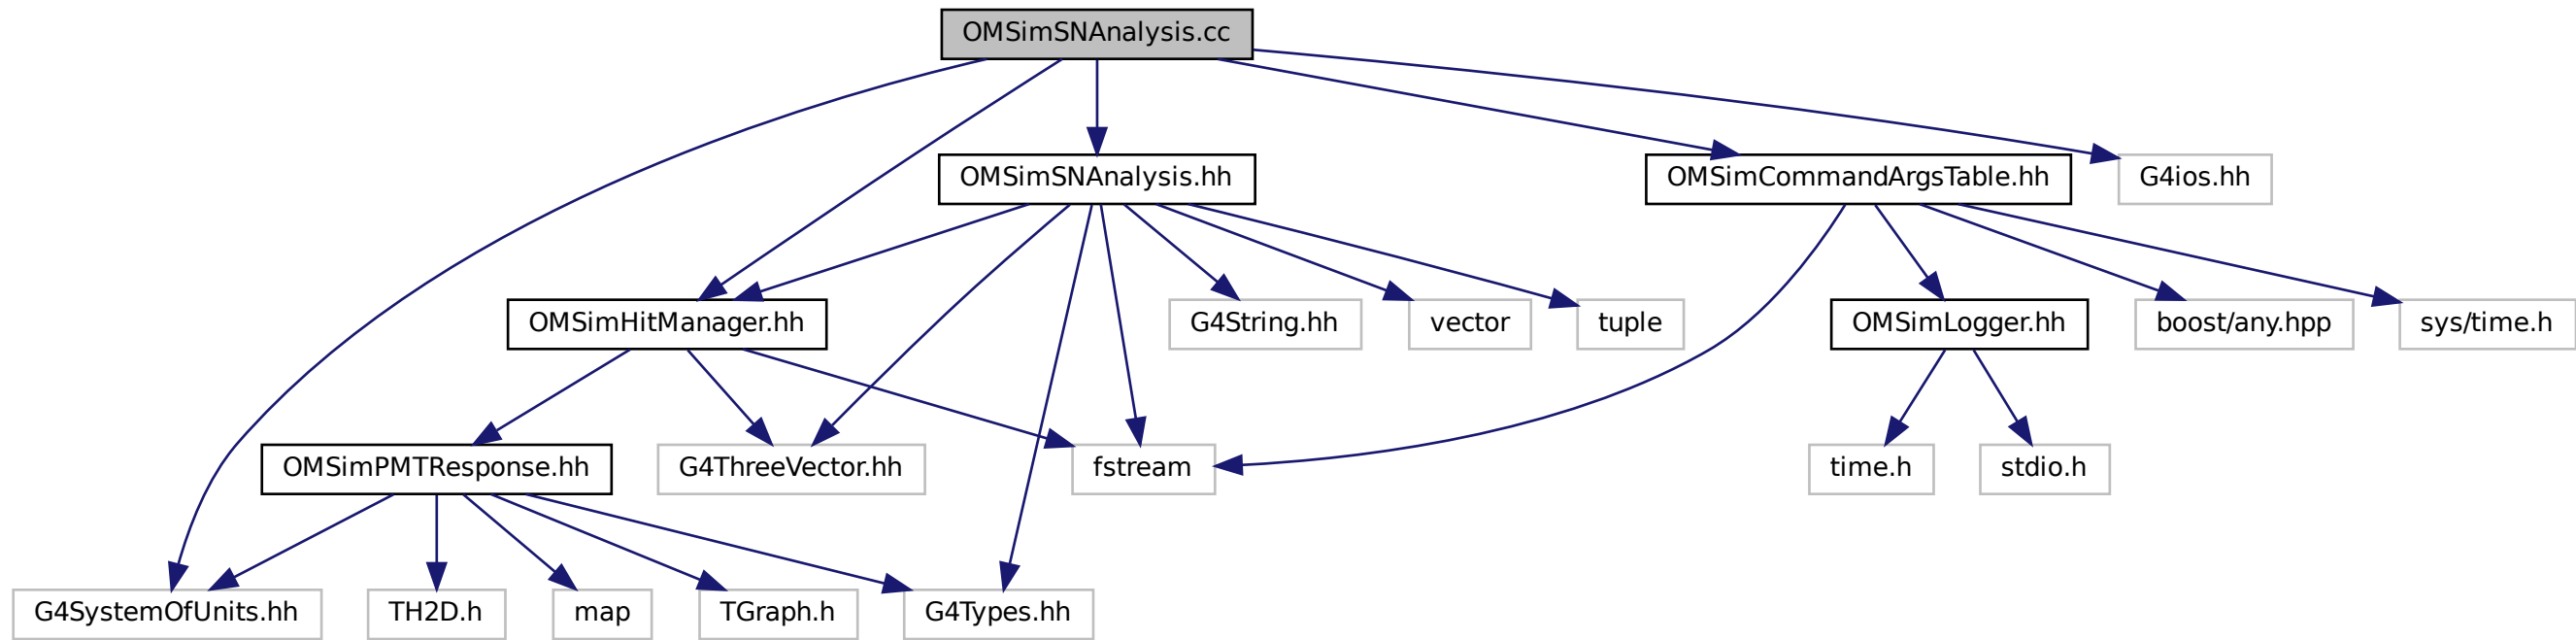 OMSimSNAnalysis.cc
OMSimSNAnalysis.hh
OMSimCommandArgsTable.hh
G4ios.hh
OMSimHitManager.hh
G4String.hh
vector
tuple
OMSimLogger.hh
boost/any.hpp
sys/time.h
OMSimPMTResponse.hh
G4ThreeVector.hh
fstream
time.h
stdio.h
G4SystemOfUnits.hh
TH2D.h
map
TGraph.h
G4Types.hh